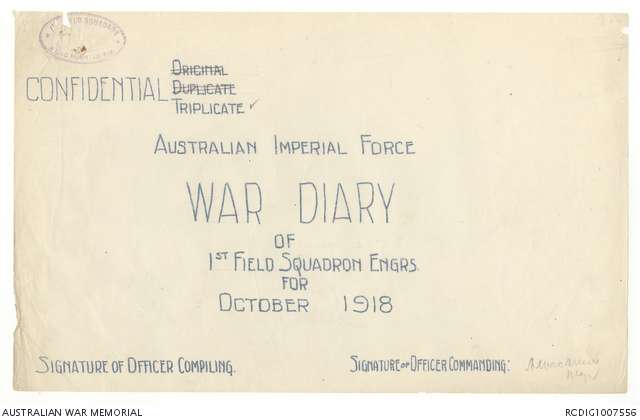 CONFIDENTIAL
ORIGINAL
DUPLICATE
TRIPLICATE
AUSTRALIAN IMPERIAL FORCE
WAR DIARY
OF
1ST FIELD SQUADRON ENGRS.
FOR
OCTOBER 1918
SIGNATURE OF OFFICER COMPILING.
SIGNATURE OF OFFICER COMMANDING:
AUSTRALIAN WAR MEMORIAL
RCDIG1007556